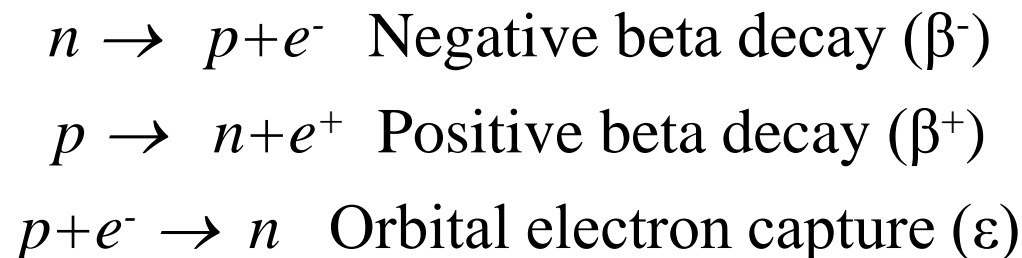 n → p+e⁻ Negative beta decay (β⁻)
p → n+e⁺ Positive beta decay (β⁺)
p+e⁻ → n Orbital electron capture (ε)